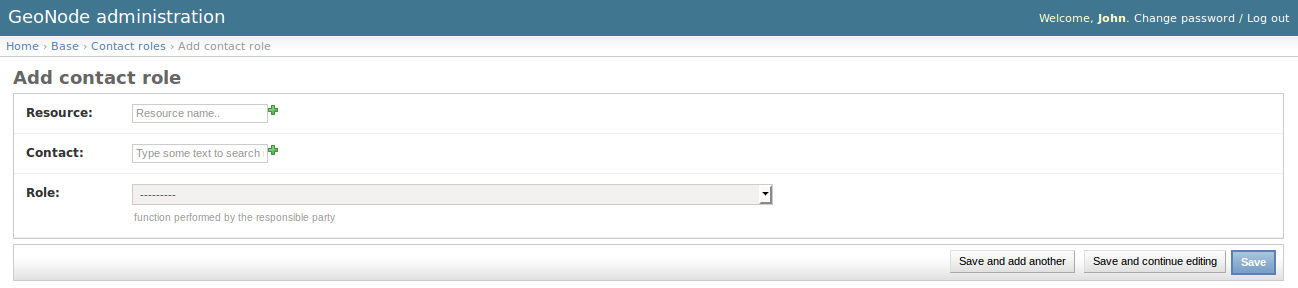 GeoNode administration
Welcome, John. Change password / Log out
Home › Base › Contact roles › Add contact role
Add contact role
Resource: Resource name..
Contact: Type some text to search
Role: ---------
function performed by the responsible party
Save and add another Save and continue editing Save